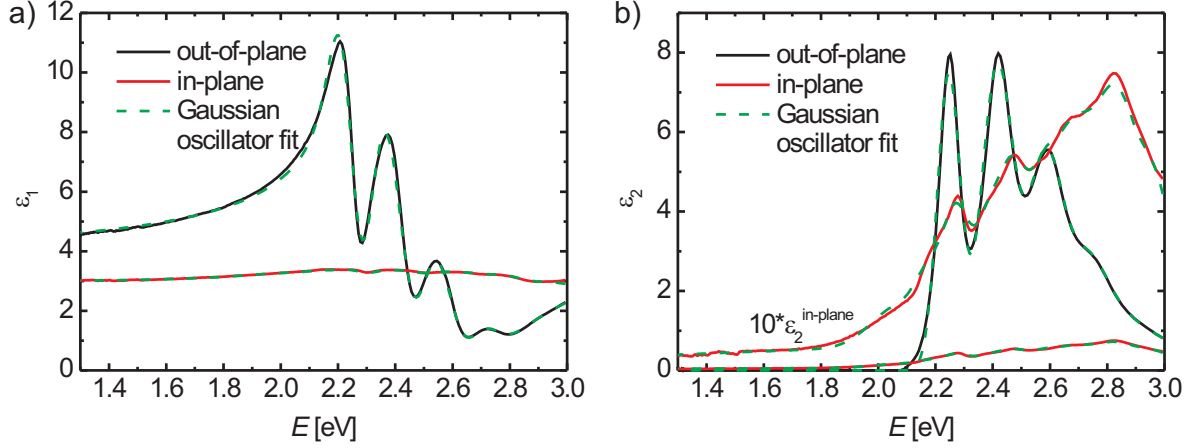 a)
out-of-plane
in-plane
Gaussian
oscillator fit
ε1
12
10
8
6
4
2
0
1.4 1.6 1.8 2.0 2.2 2.4 2.6 2.8 3.0
E [eV]
b)
out-of-plane
in-plane
Gaussian
oscillator fit
10*ε2^in-plane
ε2
8
6
4
2
0
1.4 1.6 1.8 2.0 2.2 2.4 2.6 2.8 3.0
E [eV]